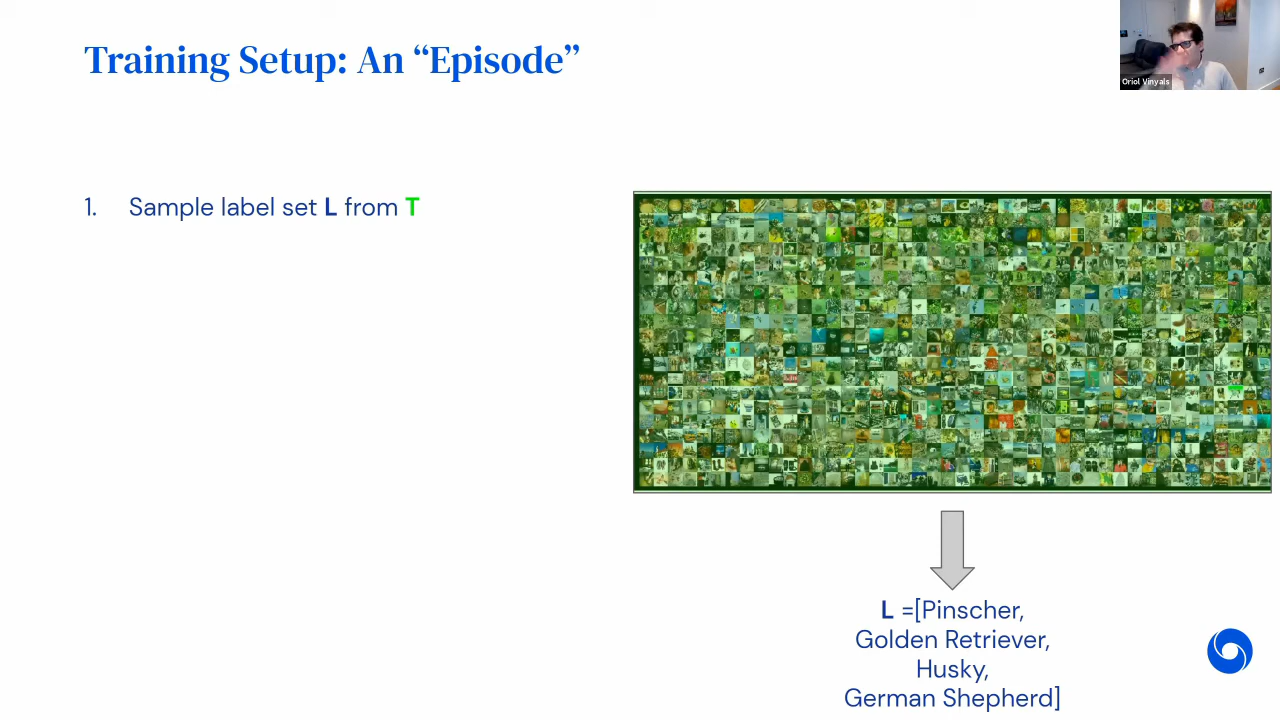 Training Setup: An “Episode”
Oriol Vinyals
1. Sample label set L from T
L =[Pinscher,
Golden Retriever,
Husky,
German Shepherd]